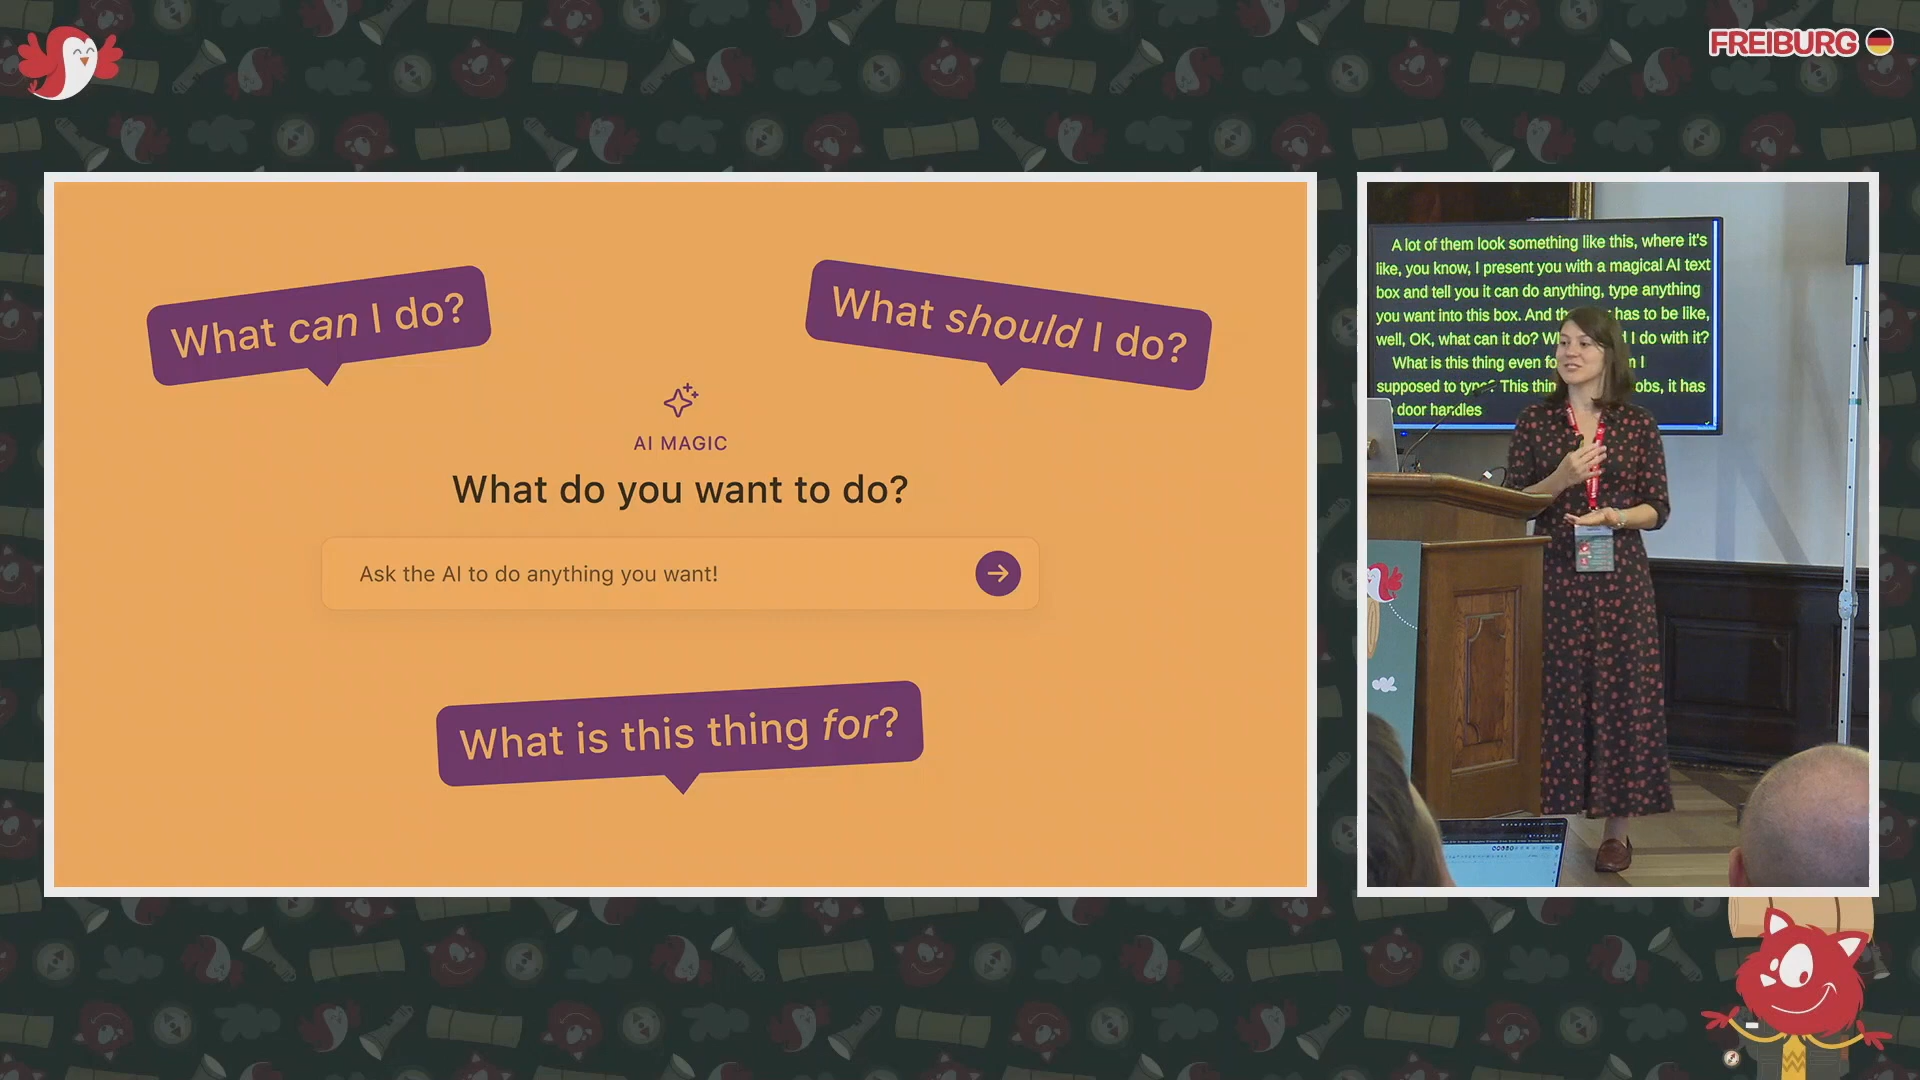 FREIBURG
What can I do?
What should I do?
AI MAGIC
What do you want to do?
Ask the AI to do anything you want!
What is this thing for?
A lot of them look something like this, where it's
like, you know, I present you with a magical AI text
box and tell you it can do anything, type anything
you want into this box. And has to be like,
well, OK, what can it do? I do with it?
What is this thing even I
supposed to type? This it has
door handles